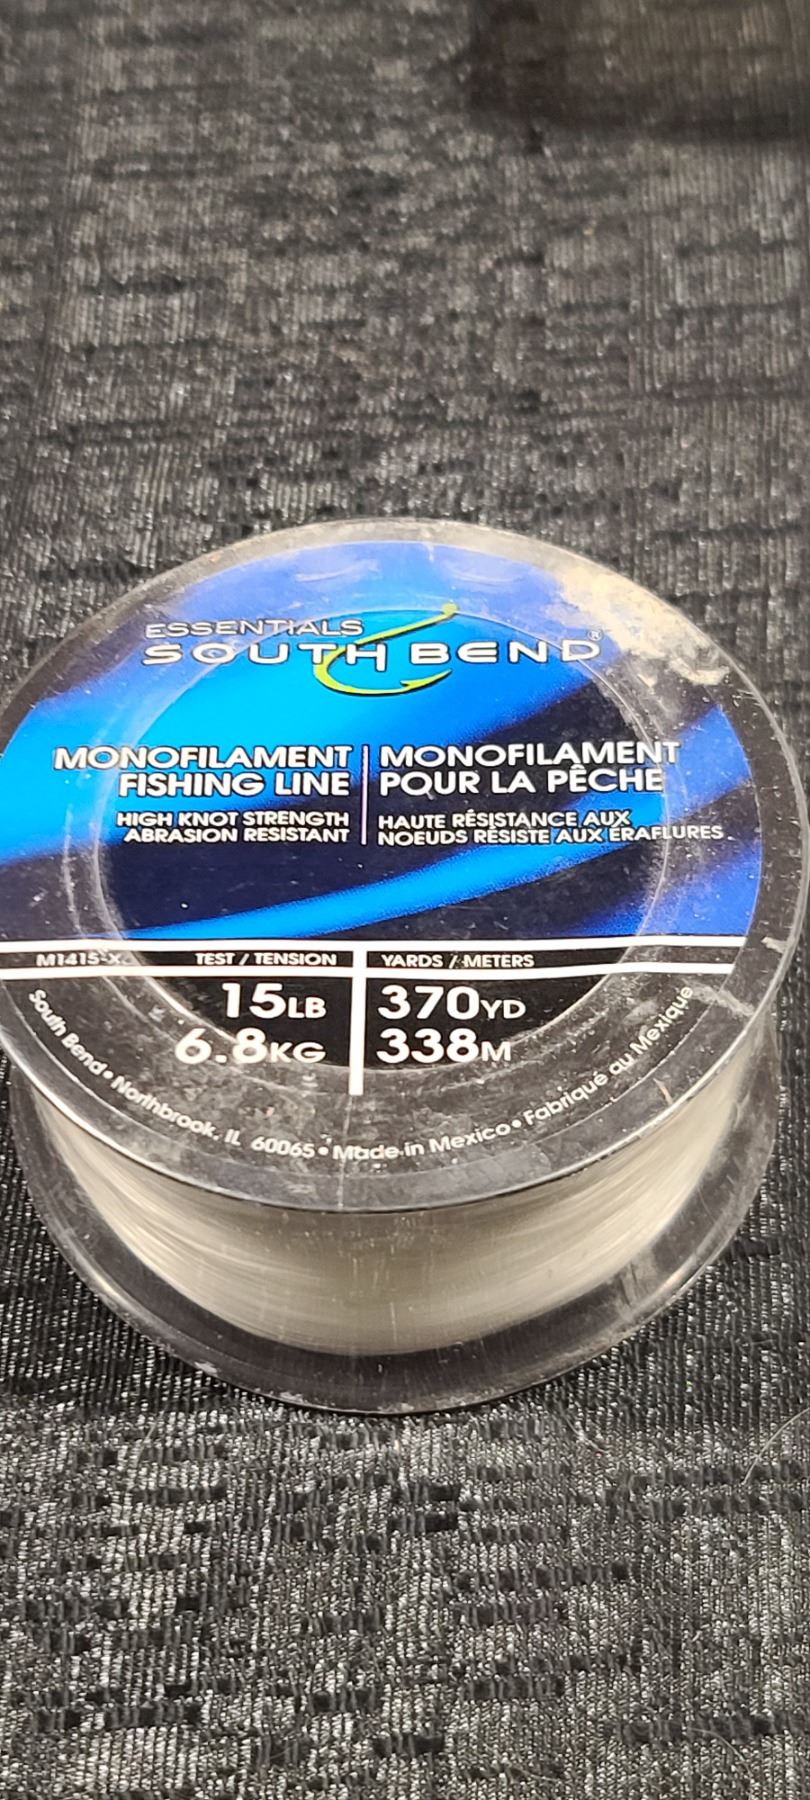 ESSENTIALS
SOUTH BEND®
MONOFILAMENT
FISHING LINE
HIGH KNOT STRENGTH
ABRASION RESISTANT
MONOFILAMENT
POUR LA PÊCHE
HAUTE RÉSISTANCE AUX
NOEUDS RÉSISTE AUX ÉRAFLURES
M1415-X
TEST / TENSION
15LB
6.8KG
YARDS / METERS
370YD
338M
South Bend • Northbrook, IL 60065 • Made in Mexico • Fabriqué au Mexique